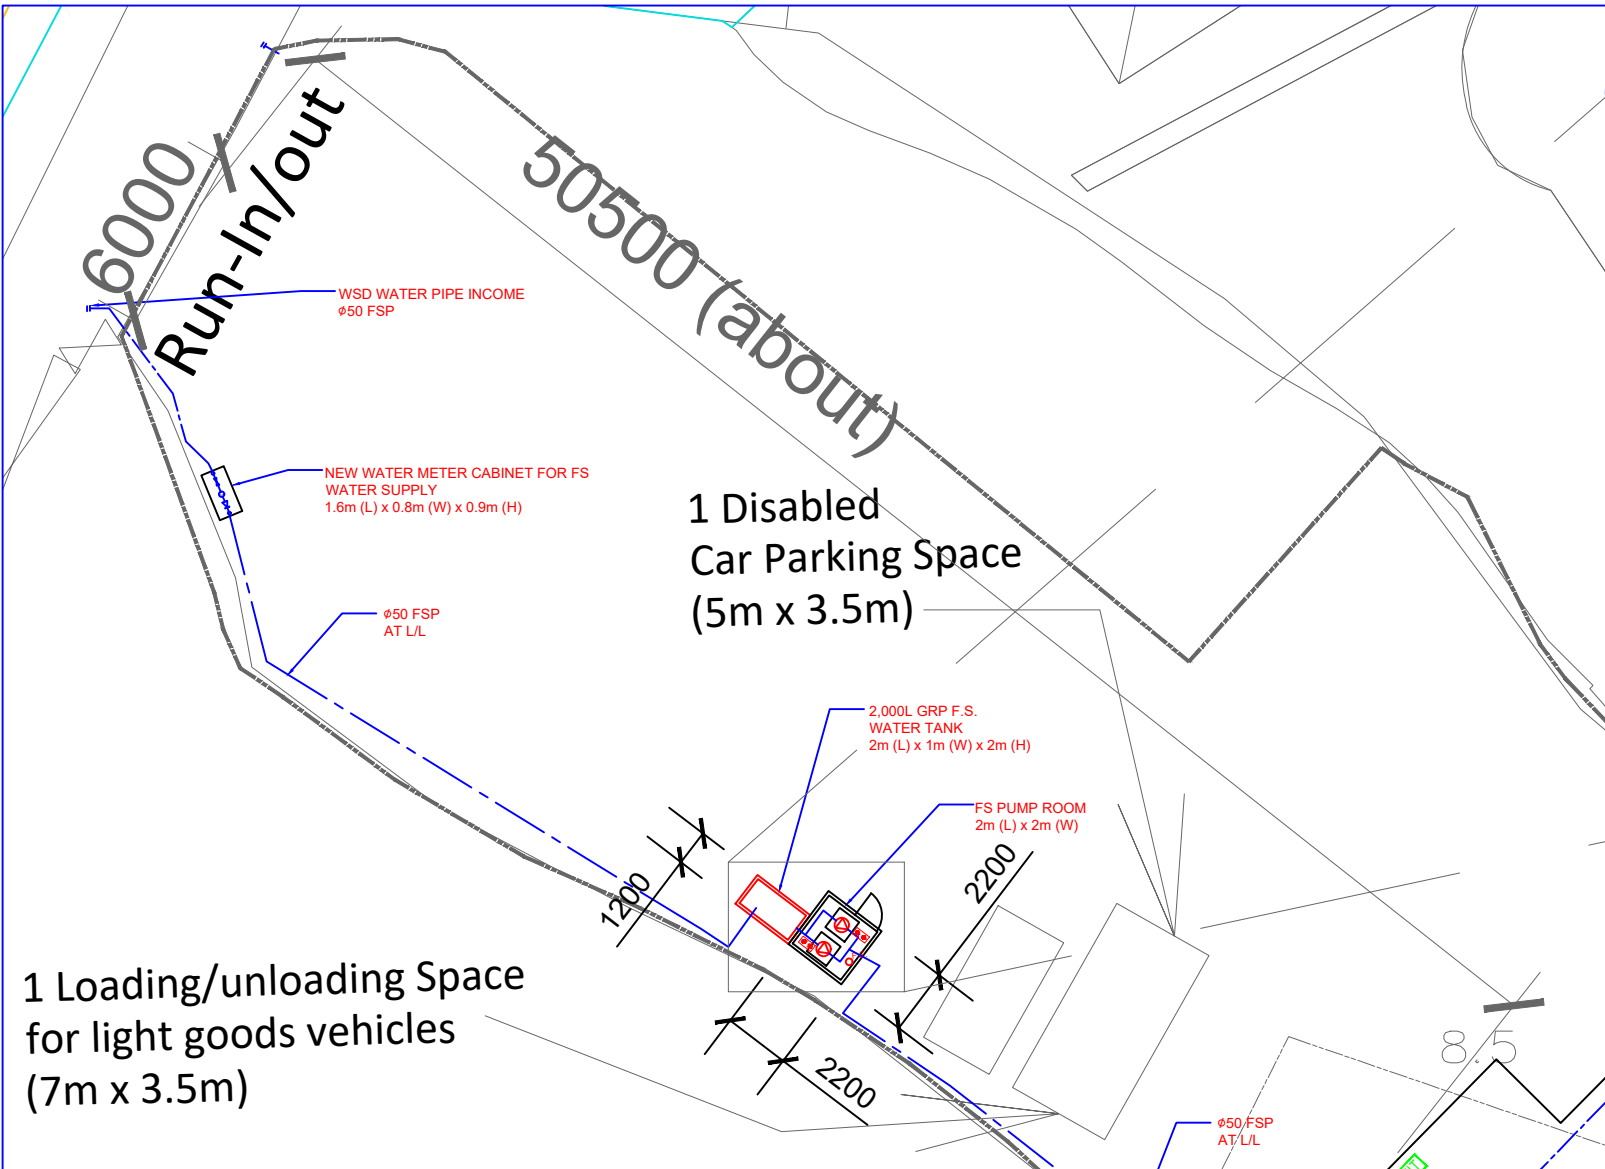 6000
Run-In/out
50500 (about)
WSD WATER PIPE INCOME
ø50 FSP
NEW WATER METER CABINET FOR FS
WATER SUPPLY
1.6m (L) x 0.8m (W) x 0.9m (H)
1 Disabled
Car Parking Space
(5m x 3.5m)
ø50 FSP
AT L/L
2,000L GRP F.S.
WATER TANK
2m (L) x 1m (W) x 2m (H)
FS PUMP ROOM
2m (L) x 2m (W)
1200
2200
2200
1 Loading/unloading Space
for light goods vehicles
(7m x 3.5m)
8.5
ø50 FSP
AT L/L